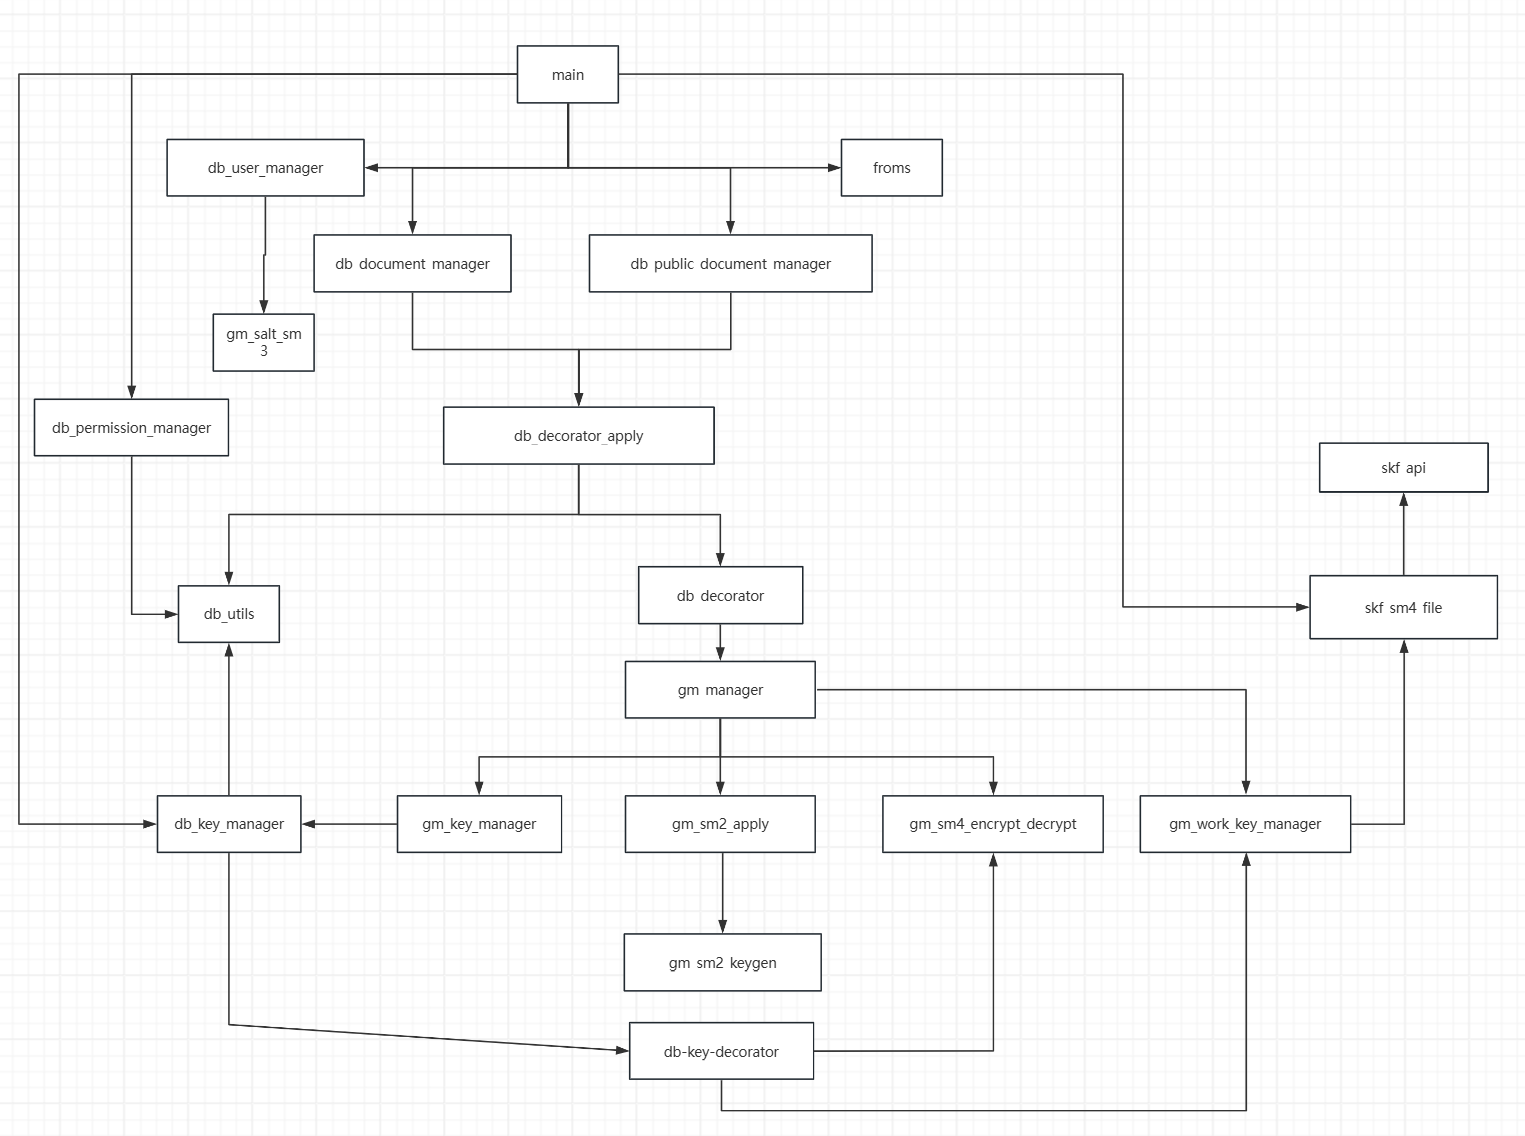 main
db_user_manager
froms
db document manager
db public document manager
gm_salt_sm
3
db_permission_manager
db_decorator_apply
skf api
db decorator
skf sm4 file
db_utils
gm manager
db_key_manager
gm_key_manager
gm_sm2_apply
gm_sm4_encrypt_decrypt
gm_work_key_manager
gm sm2 keygen
db-key-decorator